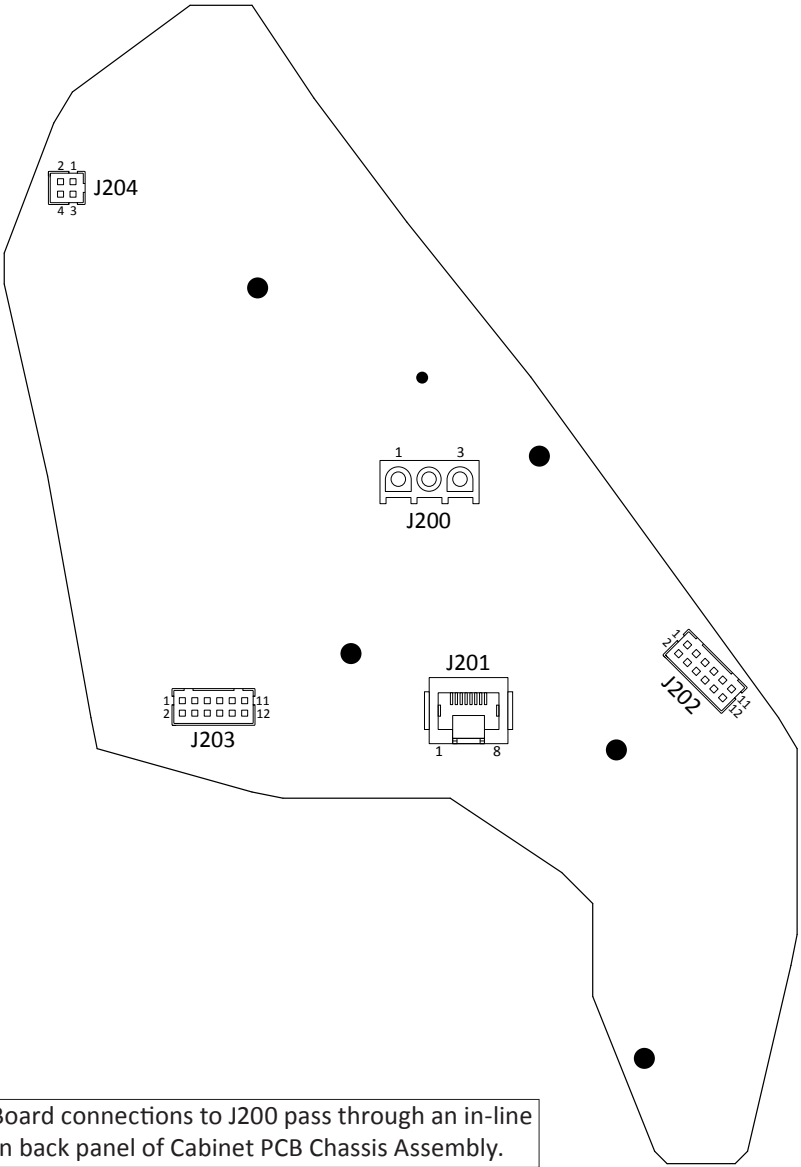 2 1
J204
4 3
1 3
J200
J201
1 8
1
2
11
12
J202
1 11
2 12
J203
Board connections to J200 pass through an in-line
n back panel of Cabinet PCB Chassis Assembly.